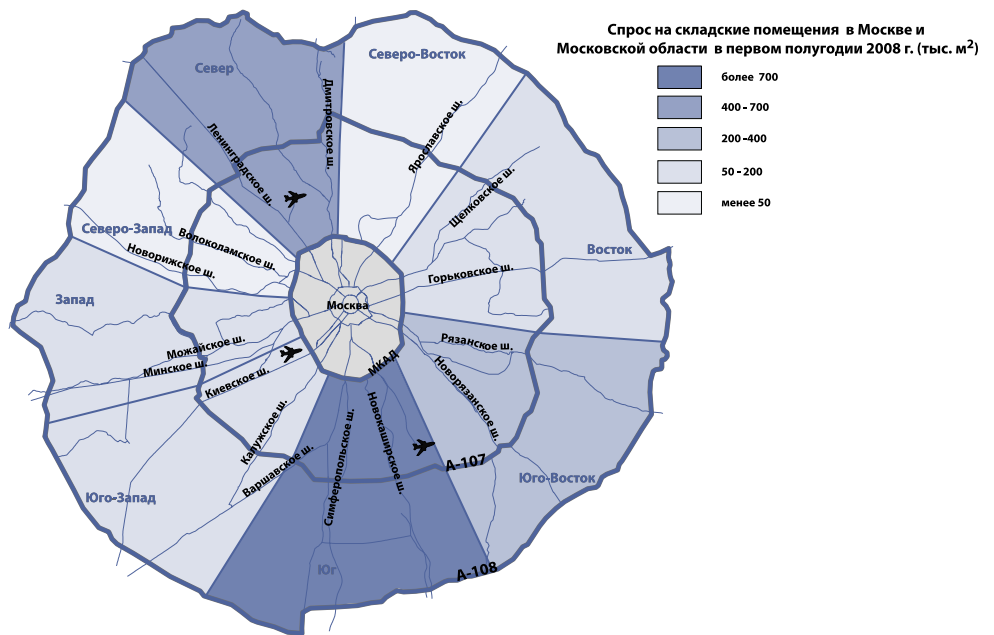 Спрос на складские помещения в Москве и
Московской области в первом полугодии 2008 г. (тыс. м²)
более 700
400-700
200-400
50-200
менее 50
Север
Северо-Восток
Дмитровское ш.
Ленинградское ш.
Ярославское ш.
Щёлковское ш.
Северо-Запад
Волоколамское ш.
Новорижское ш.
Восток
Горьковское ш.
Запад
Москва
Можайское ш.
Минское ш.
Киевское ш.
МКАД
Рязанское ш.
Новорязанское ш.
Калужское ш.
Варшавское ш.
Симферопольское ш.
Новокаширское ш.
А-107
Юго-Восток
Юго-Запад
Юг
А-108